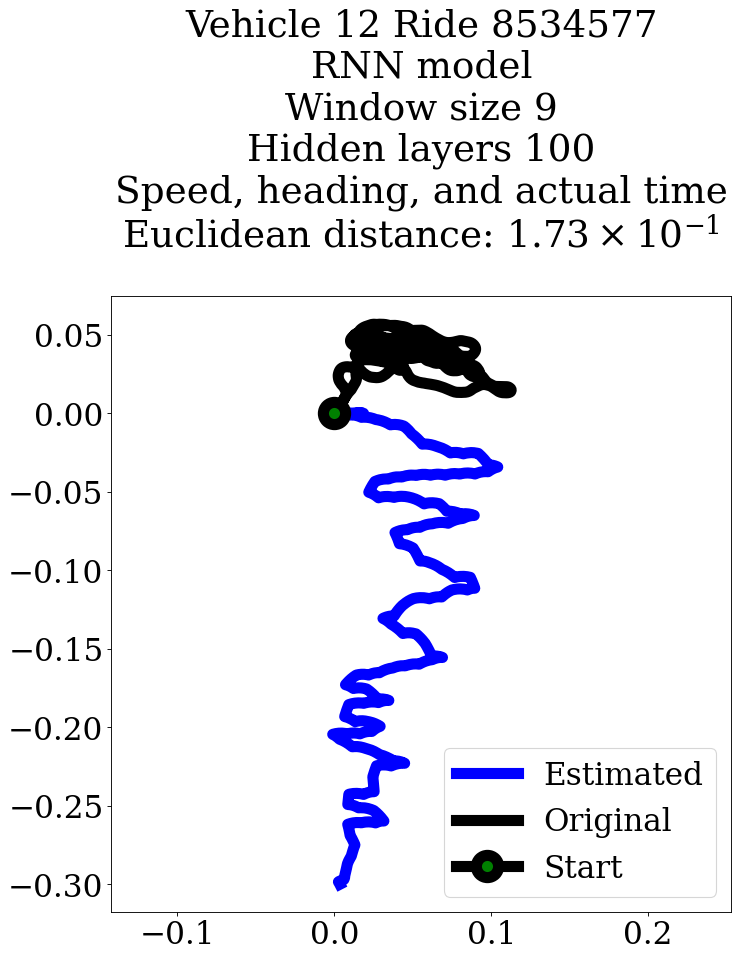 Vehicle 12 Ride 8534577
RNN model
Window size 9
Hidden layers 100
Speed, heading, and actual time
Euclidean distance: 1.73 × 10⁻¹
0.05
0.00
−0.05
−0.10
−0.15
−0.20
−0.25
−0.30
Estimated
Original
Start
−0.1
0.0
0.1
0.2